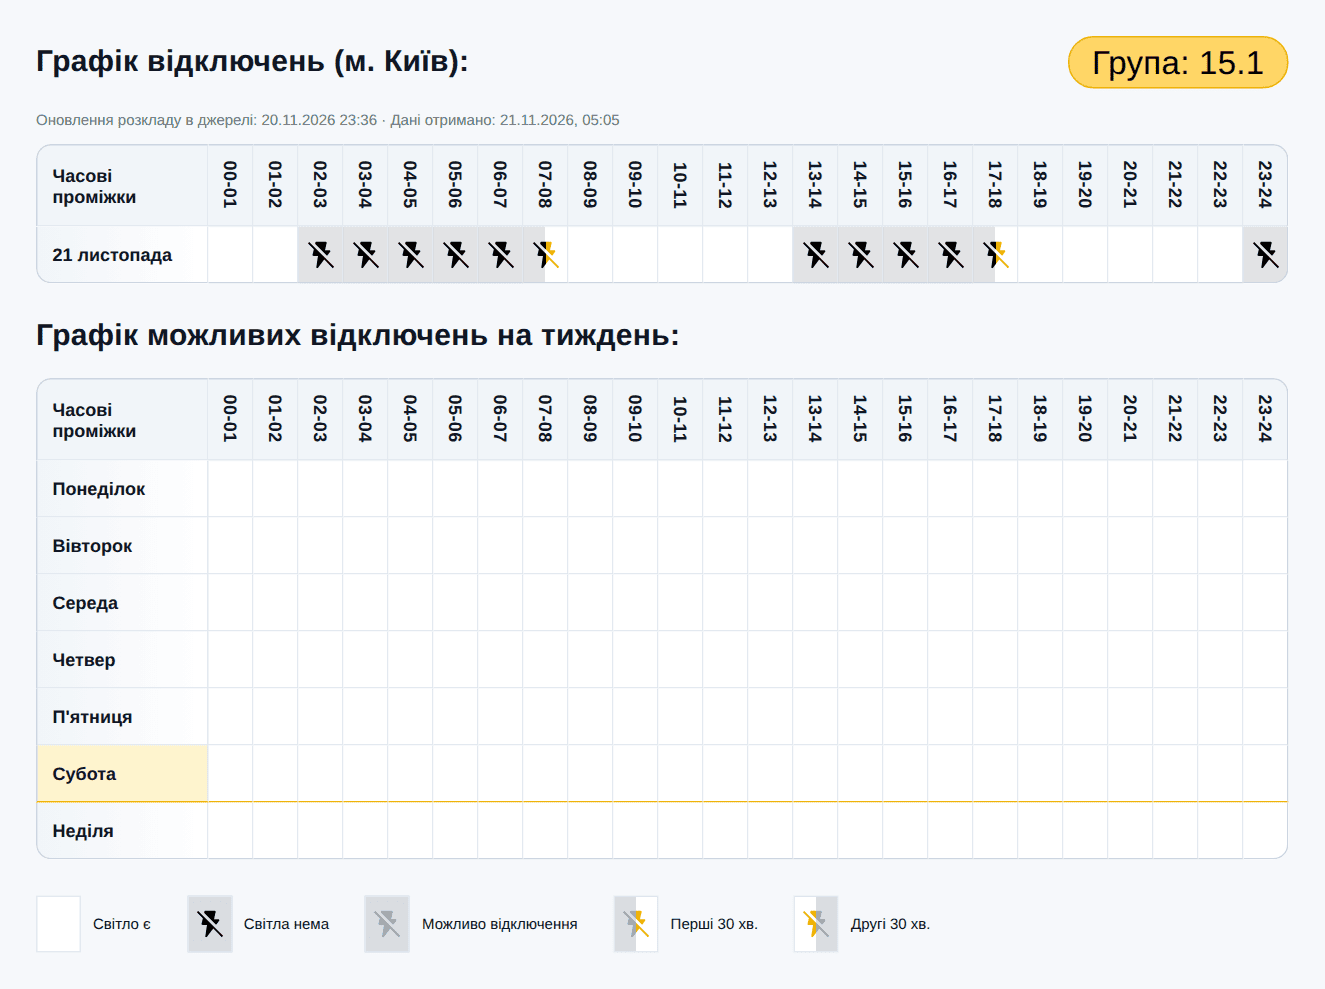 Графік відключень (м. Київ):
Група: 15.1
Оновлення розкладу в джерелі: 20.11.2026 23:36 · Дані отримано: 21.11.2026, 05:05
Часові проміжки 00-01 01-02 02-03 03-04 04-05 05-06 06-07 07-08 08-09 09-10 10-11 11-12 12-13 13-14 14-15 15-16 16-17 17-18 18-19 19-20 20-21 21-22 22-23 23-24
21 листопада
Графік можливих відключень на тиждень:
Часові проміжки 00-01 01-02 02-03 03-04 04-05 05-06 06-07 07-08 08-09 09-10 10-11 11-12 12-13 13-14 14-15 15-16 16-17 17-18 18-19 19-20 20-21 21-22 22-23 23-24
Понеділок
Вівторок
Середа
Четвер
П'ятниця
Субота
Неділя
Світло є Світла нема Можливо відключення Перші 30 хв. Другі 30 хв.